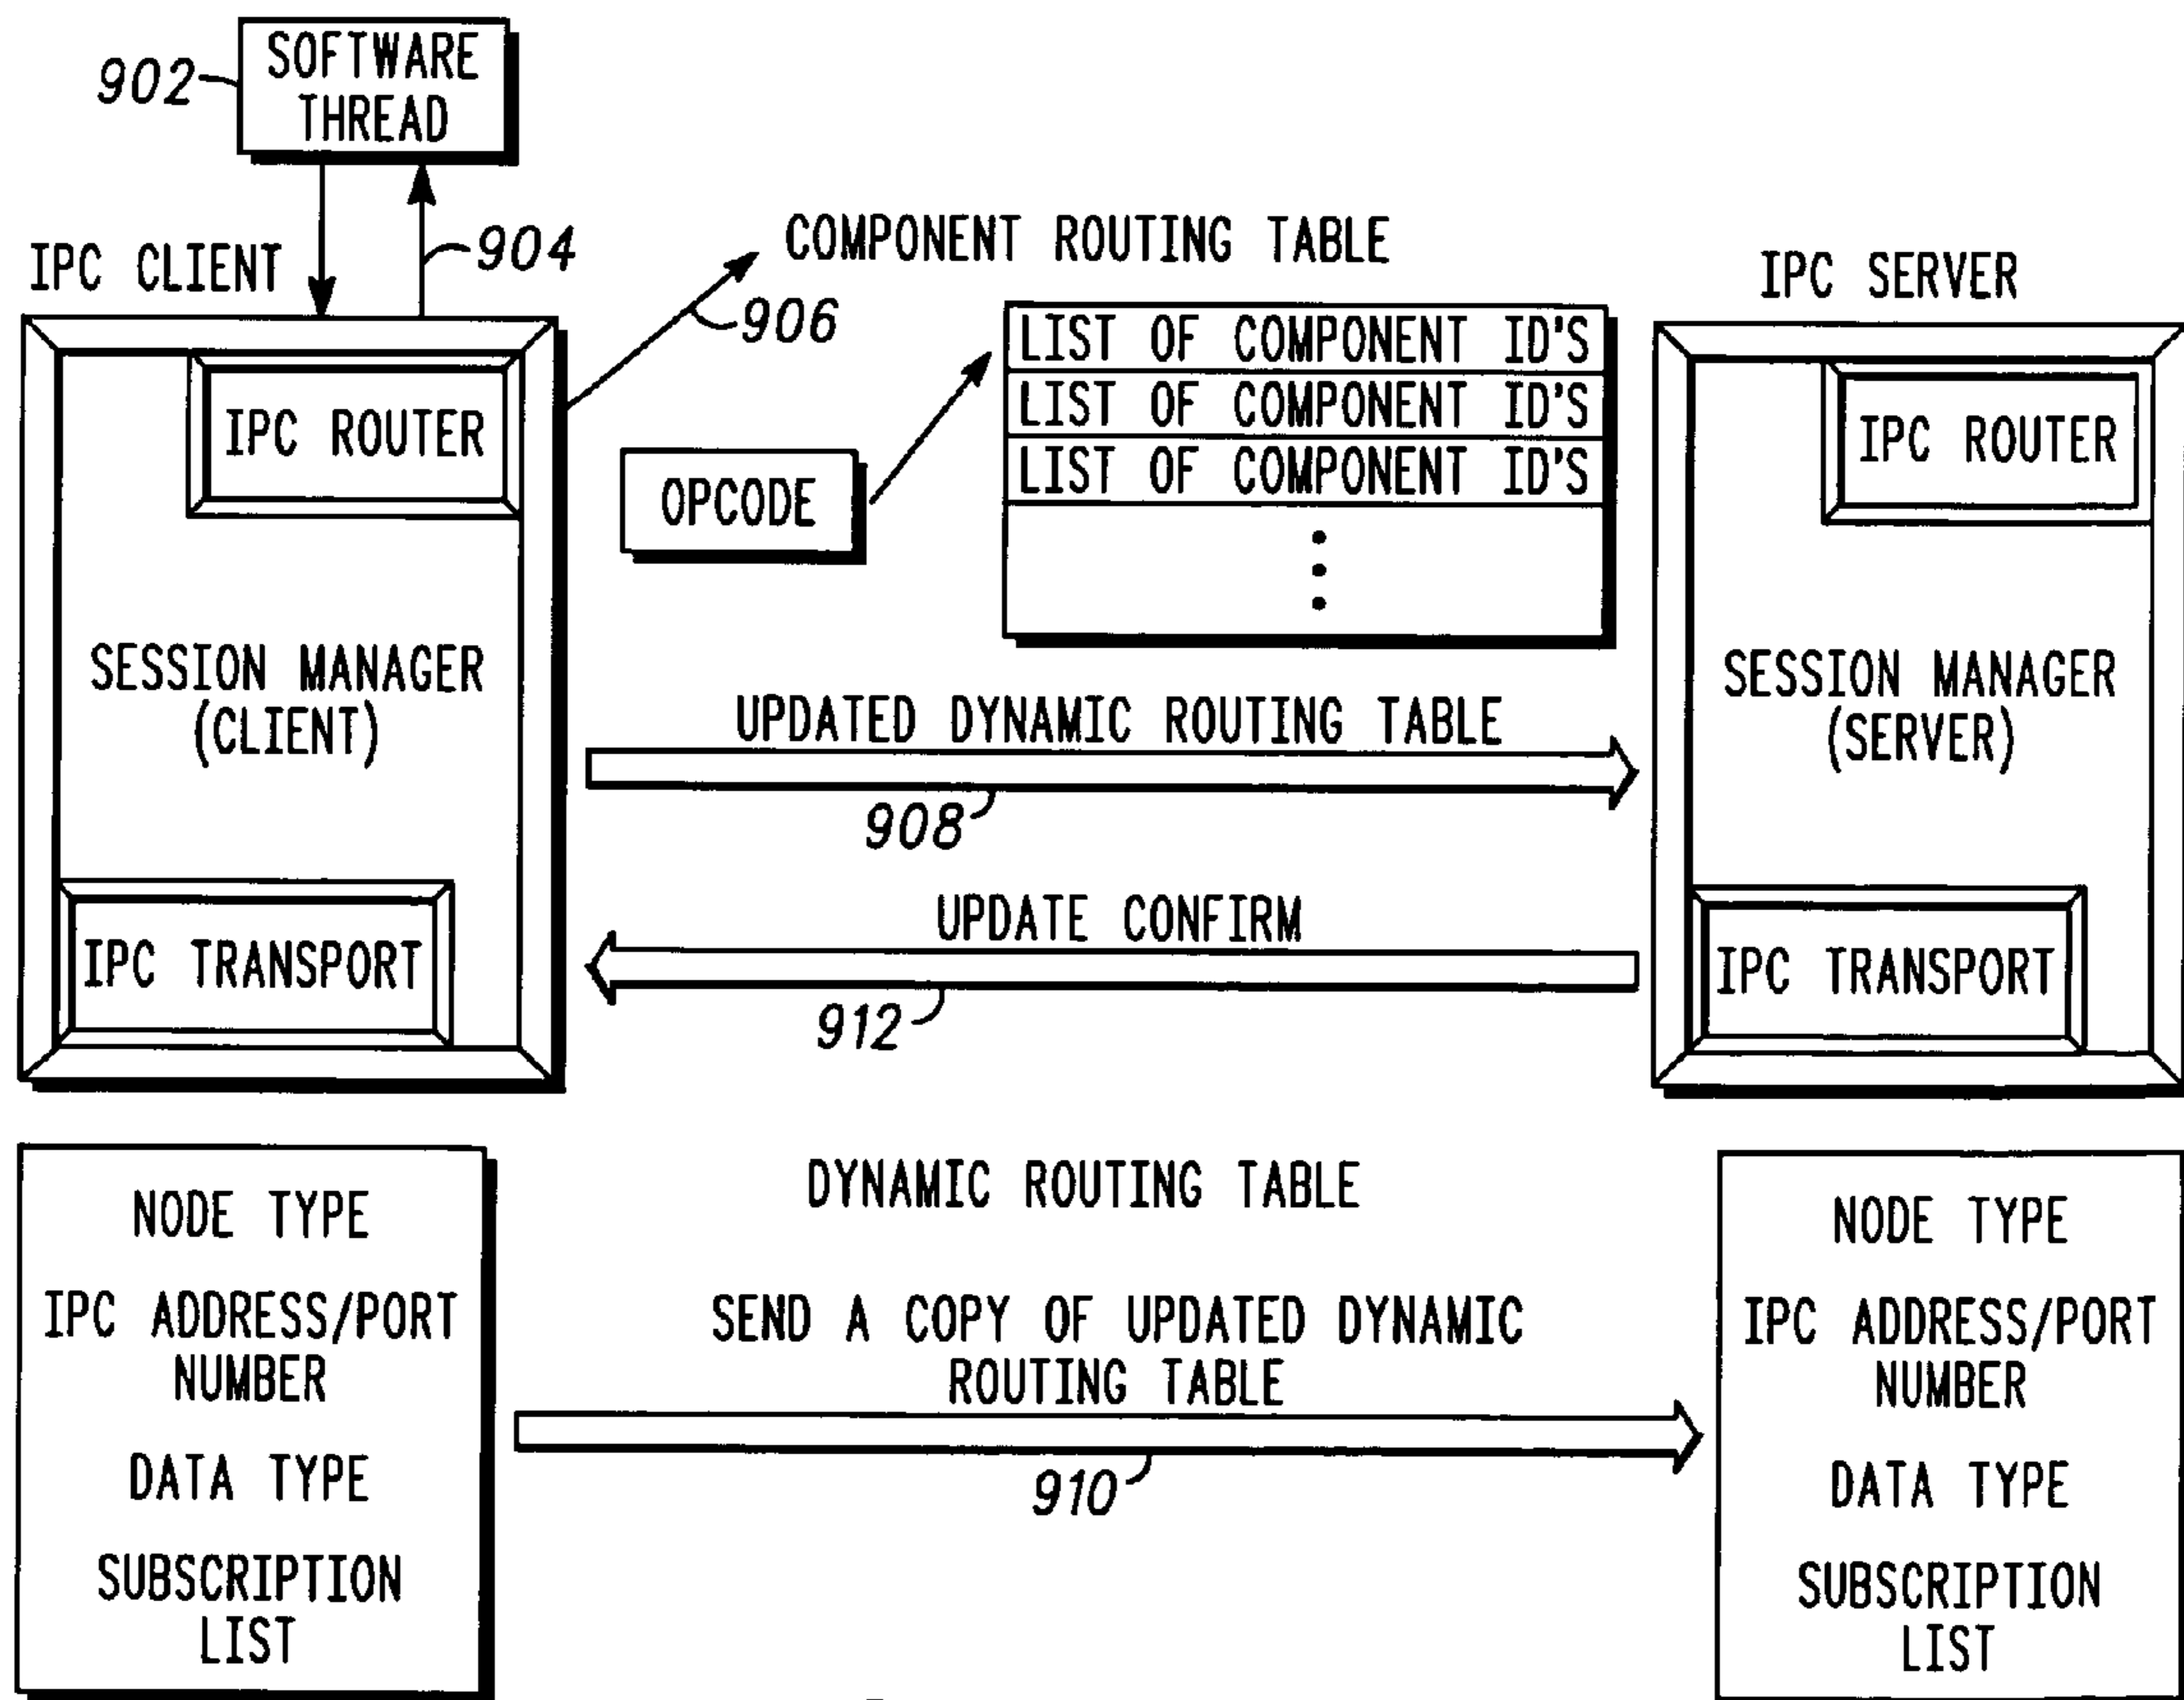 902
SOFTWARE
THREAD
904
IPC CLIENT
COMPONENT ROUTING TABLE
906
IPC SERVER
LIST OF COMPONENT ID'S
LIST OF COMPONENT ID'S
LIST OF COMPONENT ID'S
IPC ROUTER
OPCODE
IPC ROUTER
SESSION MANAGER
(CLIENT)
SESSION MANAGER
(SERVER)
UPDATED DYNAMIC ROUTING TABLE
908
UPDATE CONFIRM
912
IPC TRANSPORT
IPC TRANSPORT
NODE TYPE
IPC ADDRESS/PORT
NUMBER
DATA TYPE
SUBSCRIPTION
LIST
DYNAMIC ROUTING TABLE
SEND A COPY OF UPDATED DYNAMIC
ROUTING TABLE
910
NODE TYPE
IPC ADDRESS/PORT
NUMBER
DATA TYPE
SUBSCRIPTION
LIST